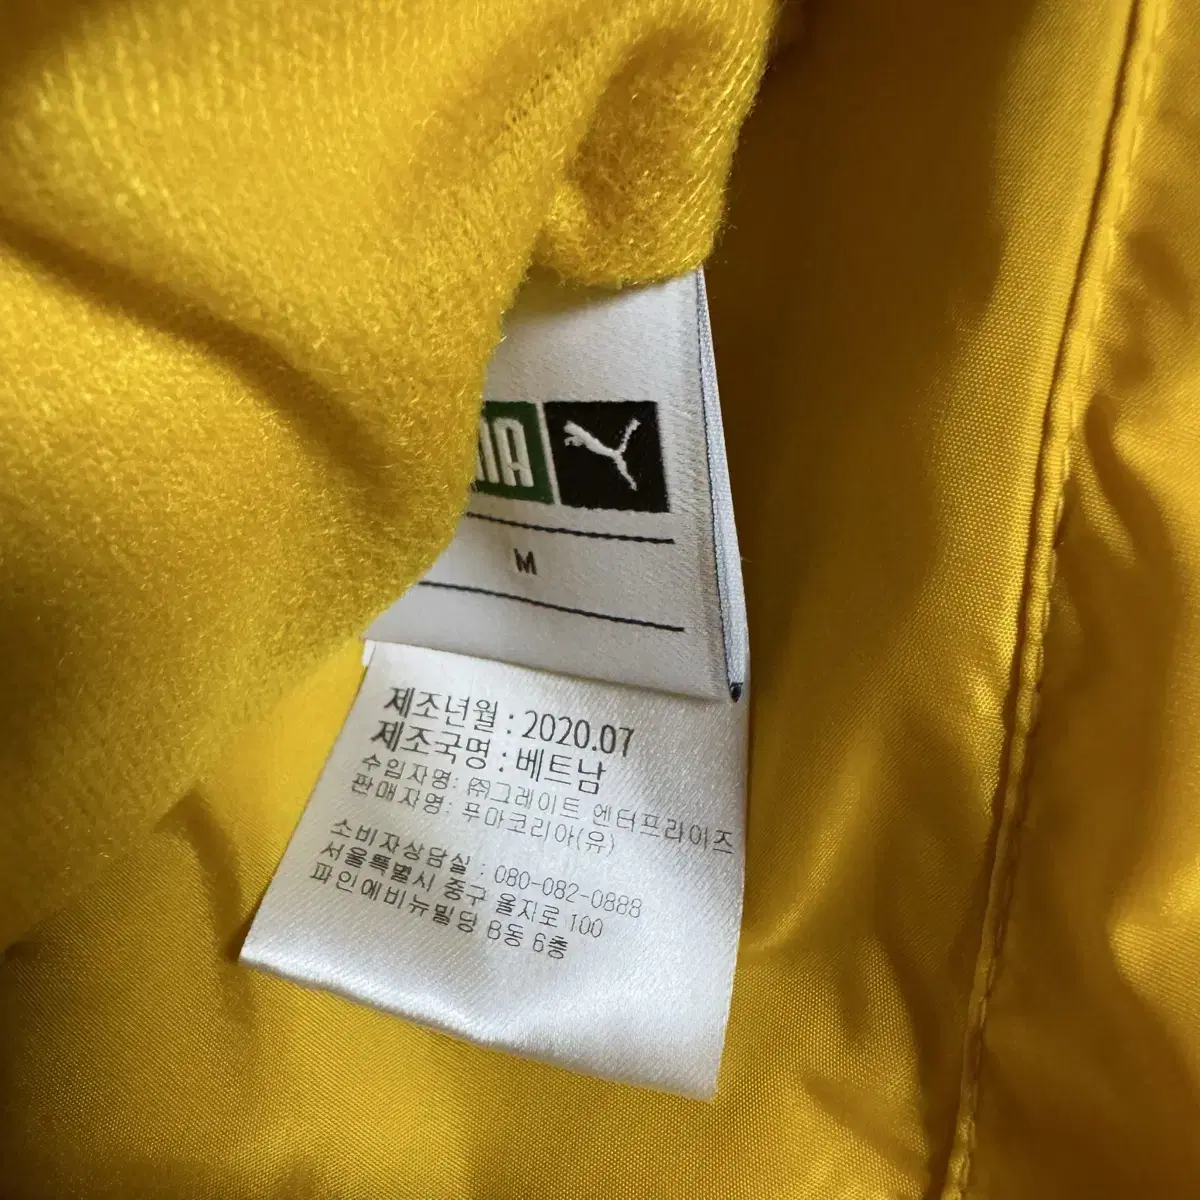 MA
M
제조년월 : 2020.07
제조국명 : 베트남
수입자명: ㈜그레이트 엔터프라이즈
판매자명: 푸마코리아(유)
소비자상담실 : 080-082-0888
서울특별시 중구 을지로 100
파인에비뉴빌딩 B동 6층